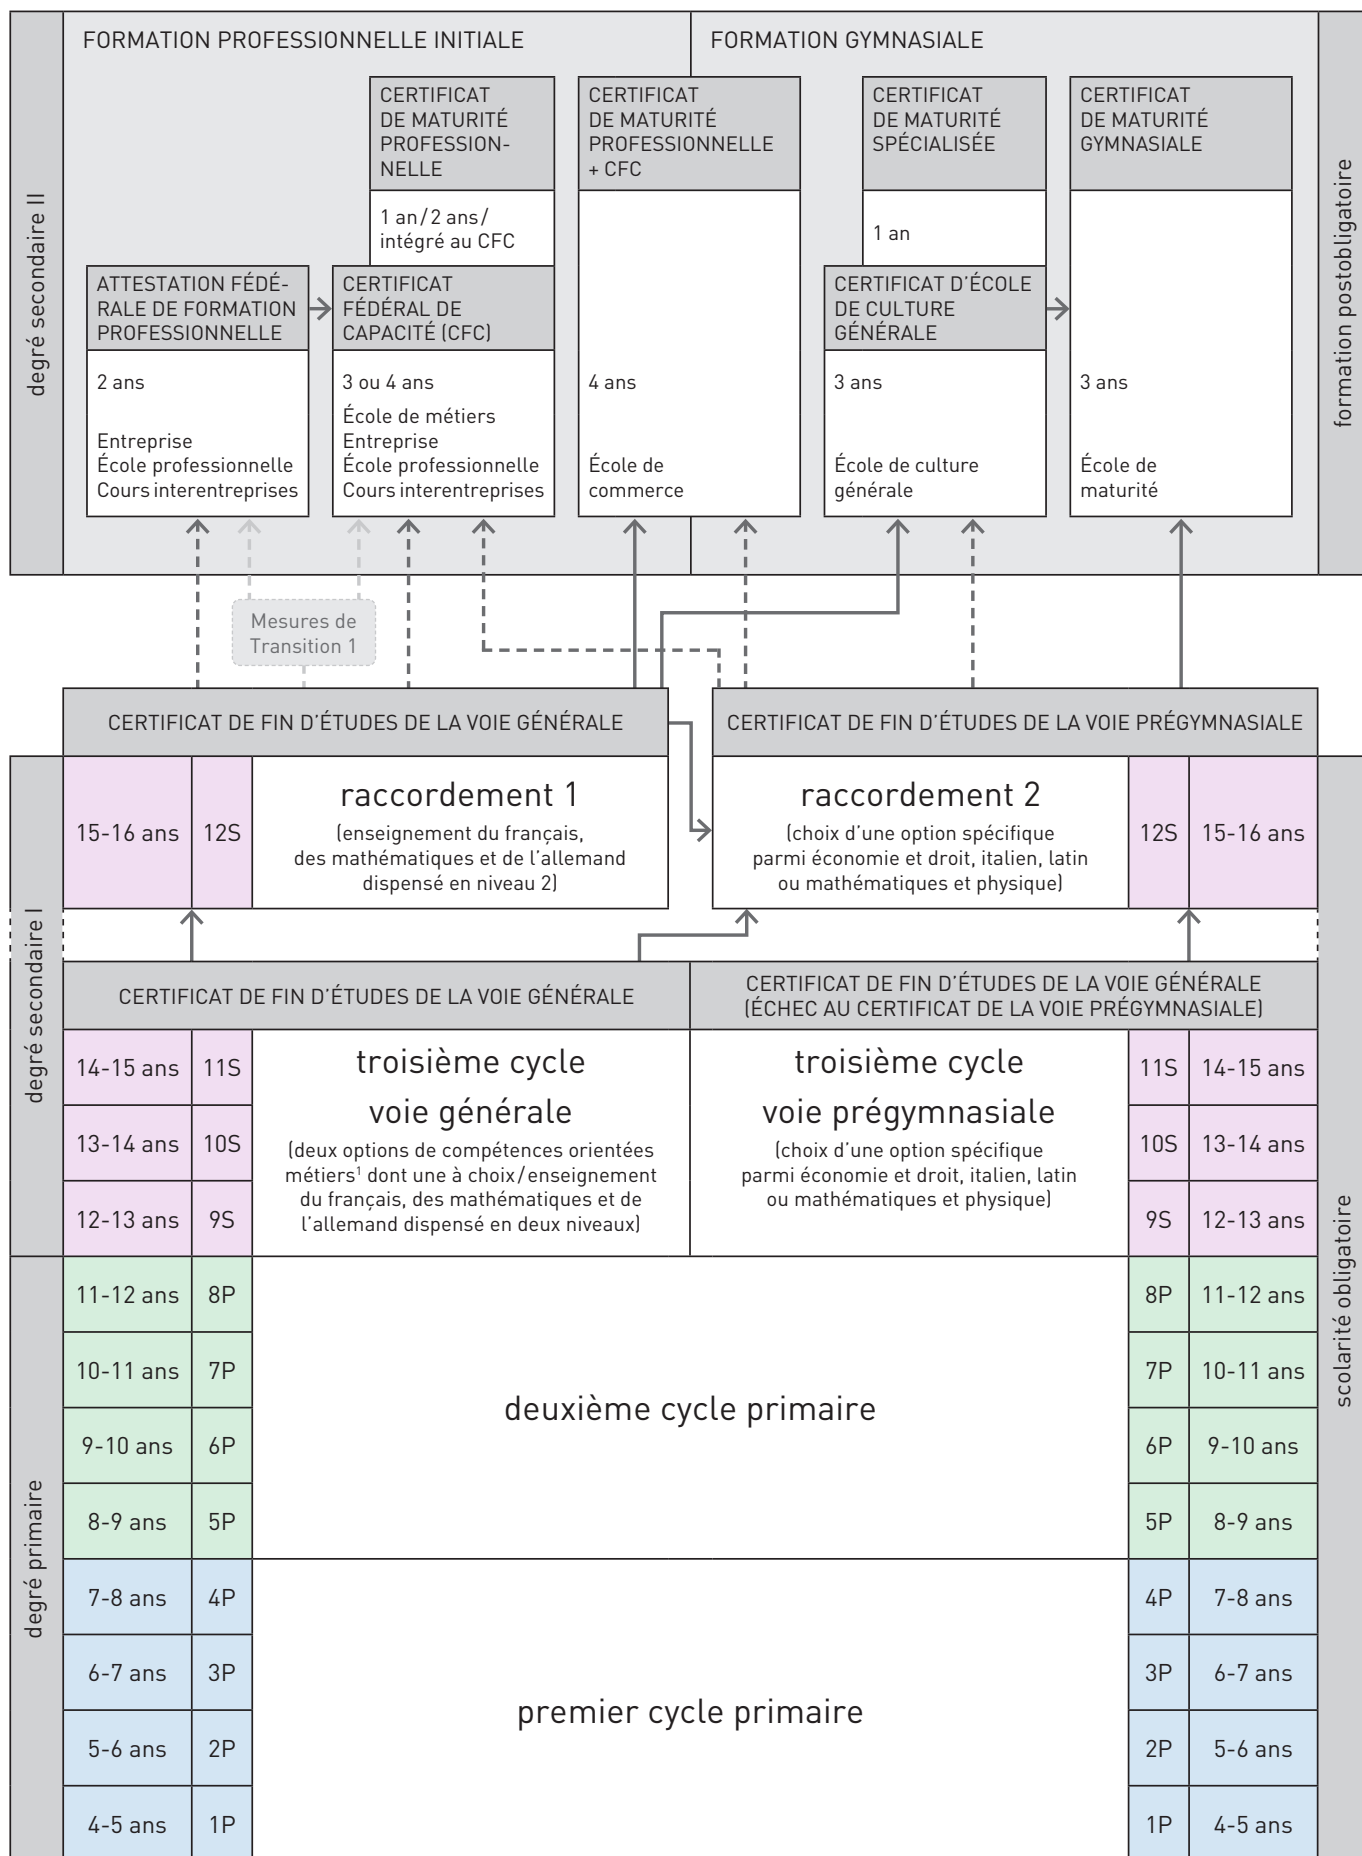 FORMATION PROFESSIONNELLE INITIALE
FORMATION GYMNASIALE
degré secondaire II
formation postobligatoire
CERTIFICAT
DE MATURITÉ
PROFESSION-
NELLE
1 an / 2 ans /
intégré au CFC
CERTIFICAT
DE MATURITÉ
PROFESSIONNELLE
+ CFC
4 ans
École de
commerce
CERTIFICAT
DE MATURITÉ
SPÉCIALISÉE
1 an
CERTIFICAT
DE MATURITÉ
GYMNASIALE
3 ans
École de
maturité
ATTESTATION FÉDÉ-
RALE DE FORMATION
PROFESSIONNELLE
2 ans
Entreprise
École professionnelle
Cours interentreprises
CERTIFICAT
FÉDÉRAL DE
CAPACITÉ (CFC)
3 ou 4 ans
École de métiers
Entreprise
École professionnelle
Cours interentreprises
CERTIFICAT D'ÉCOLE
DE CULTURE
GÉNÉRALE
3 ans
École de culture
générale
Mesures de
Transition 1
CERTIFICAT DE FIN D'ÉTUDES DE LA VOIE GÉNÉRALE
CERTIFICAT DE FIN D'ÉTUDES DE LA VOIE PRÉGYMNASIALE
degré secondaire I
scolarité obligatoire
15-16 ans
12S
raccordement 1
(enseignement du français,
des mathématiques et de l'allemand
dispensé en niveau 2)
raccordement 2
(choix d'une option spécifique
parmi économie et droit, italien, latin
ou mathématiques et physique)
12S
15-16 ans
CERTIFICAT DE FIN D'ÉTUDES DE LA VOIE GÉNÉRALE
CERTIFICAT DE FIN D'ÉTUDES DE LA VOIE GÉNÉRALE
(ÉCHEC AU CERTIFICAT DE LA VOIE PRÉGYMNASIALE)
14-15 ans
11S
13-14 ans
10S
12-13 ans
9S
troisième cycle
voie générale
(deux options de compétences orientées
métiers¹ dont une à choix/enseignement
du français, des mathématiques et de
l'allemand dispensé en deux niveaux)
troisième cycle
voie prégymnasiale
(choix d'une option spécifique
parmi économie et droit, italien, latin
ou mathématiques et physique)
11S
14-15 ans
10S
13-14 ans
9S
12-13 ans
degré primaire
11-12 ans
8P
10-11 ans
7P
9-10 ans
6P
8-9 ans
5P
deuxième cycle primaire
8P
11-12 ans
7P
10-11 ans
6P
9-10 ans
5P
8-9 ans
7-8 ans
4P
6-7 ans
3P
5-6 ans
2P
4-5 ans
1P
premier cycle primaire
4P
7-8 ans
3P
6-7 ans
2P
5-6 ans
1P
4-5 ans